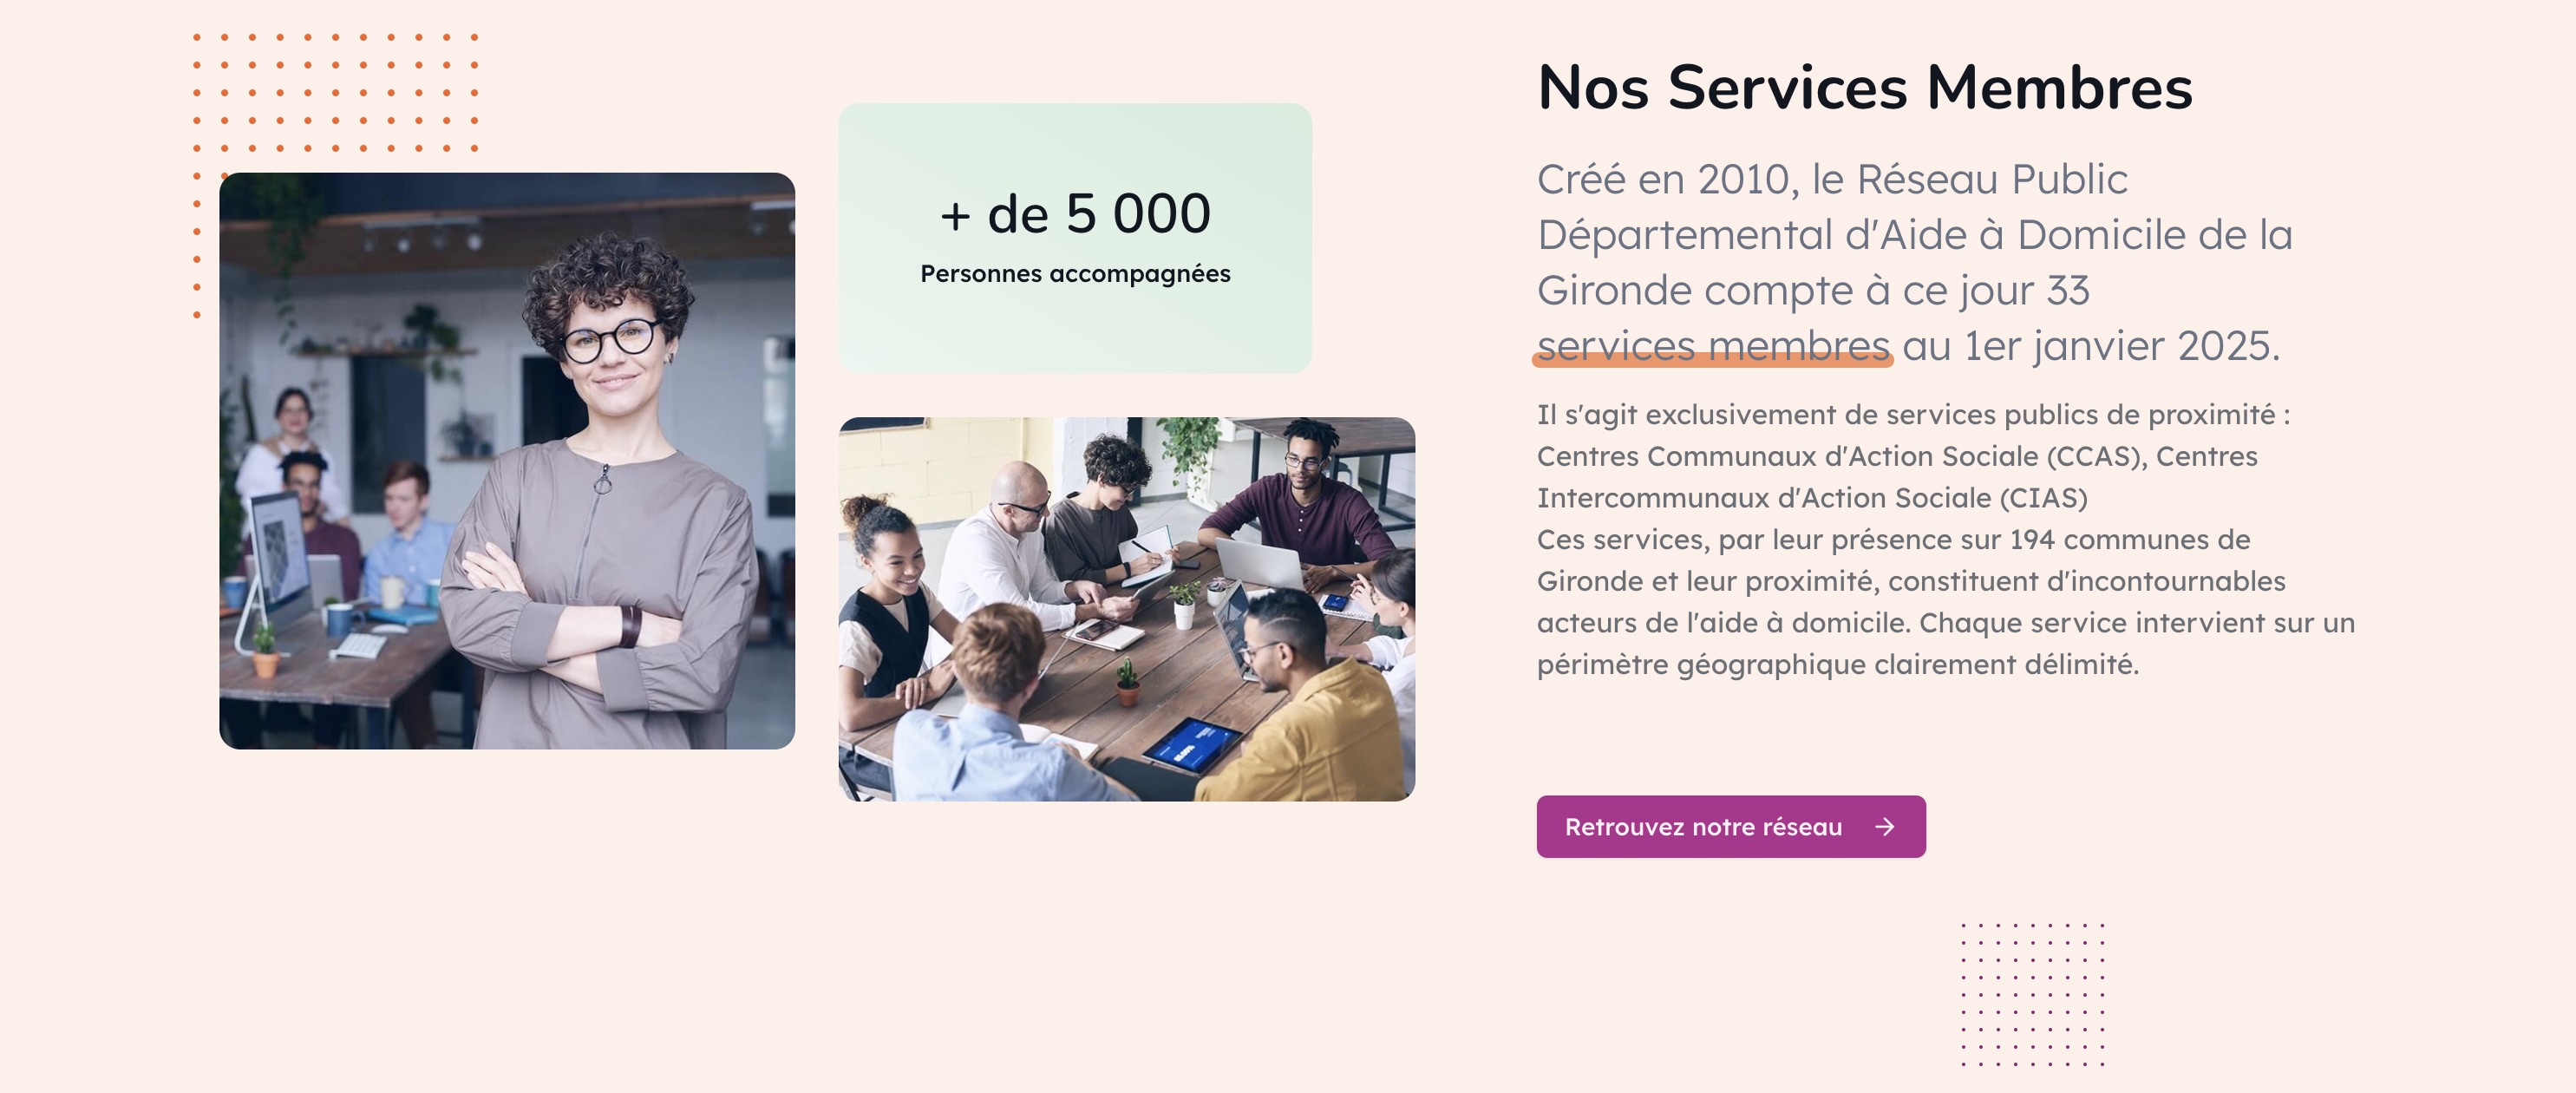 + de 5 000
Personnes accompagnées
Nos Services Membres
Créé en 2010, le Réseau Public
Départemental d'Aide à Domicile de la
Gironde compte à ce jour 33
services membres au 1er janvier 2025.
Il s'agit exclusivement de services publics de proximité :
Centres Communaux d'Action Sociale (CCAS), Centres
Intercommunaux d'Action Sociale (CIAS)
Ces services, par leur présence sur 194 communes de
Gironde et leur proximité, constituent d'incontournables
acteurs de l'aide à domicile. Chaque service intervient sur un
périmètre géographique clairement délimité.
Retrouvez notre réseau